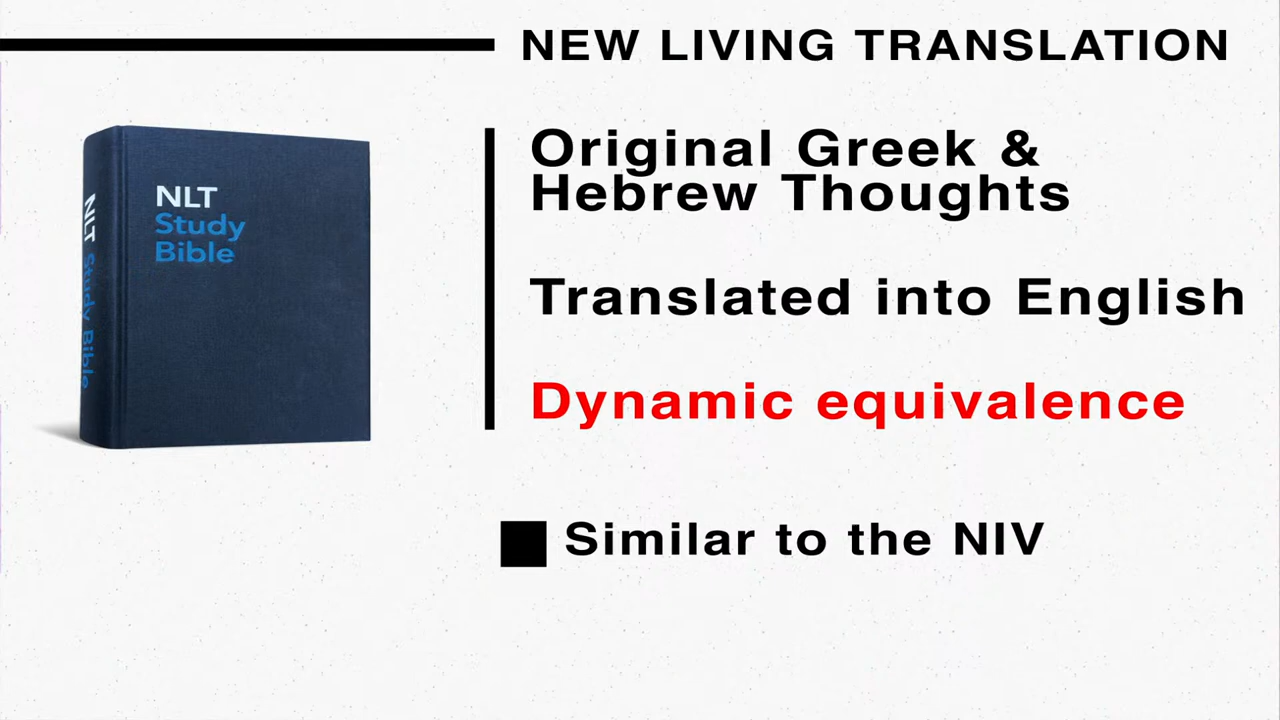 NEW LIVING TRANSLATION
NLT
Study
Bible
NLT Study Bible
Original Greek &
Hebrew Thoughts
Translated into English
Dynamic equivalence
Similar to the NIV